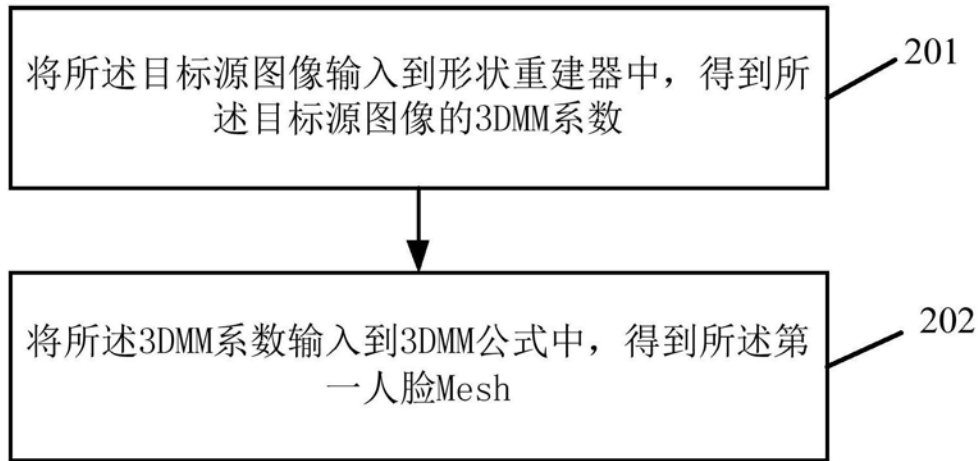 将所述目标源图像输入到形状重建器中，得到所
述目标源图像的3DMM系数
201
将所述3DMM系数输入到3DMM公式中，得到所述第
一人脸Mesh
202